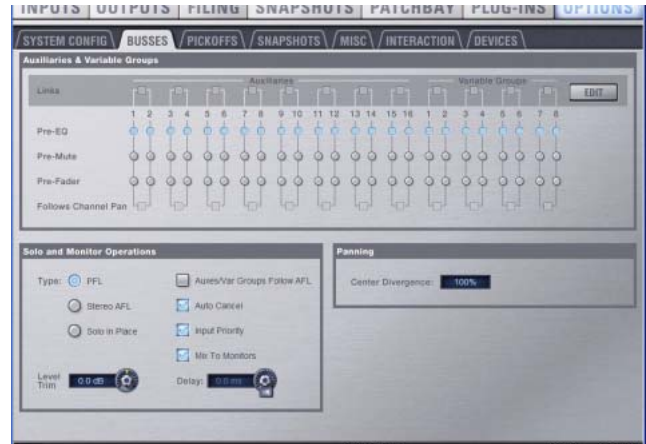 INPUTS OUTPUTS FILING SNAPSHOTS PATCHBAY PLUG-INS OPTIONS
SYSTEM CONFIG BUSSES PICKOFFS SNAPSHOTS MISC INTERACTION DEVICES
Auxiliaries & Variable Groups
Auxiliaries Variable Groups
Links EDIT
1 2 3 4 5 6 7 8 9 10 11 12 13 14 15 16 1 2 3 4 5 6 7 8
Pre-EQ
Pre-Mute
Pre-Fader
Follows Channel Pan
Solo and Monitor Operations Panning
Type: PFL Auxes/Var Groups Follow AFL Center Divergence: 100%
Stereo AFL Auto Cancel
Solo in Place Input Priority
Mix To Monitors
Level Trim 0.0 dB Delay: 0.0 ms